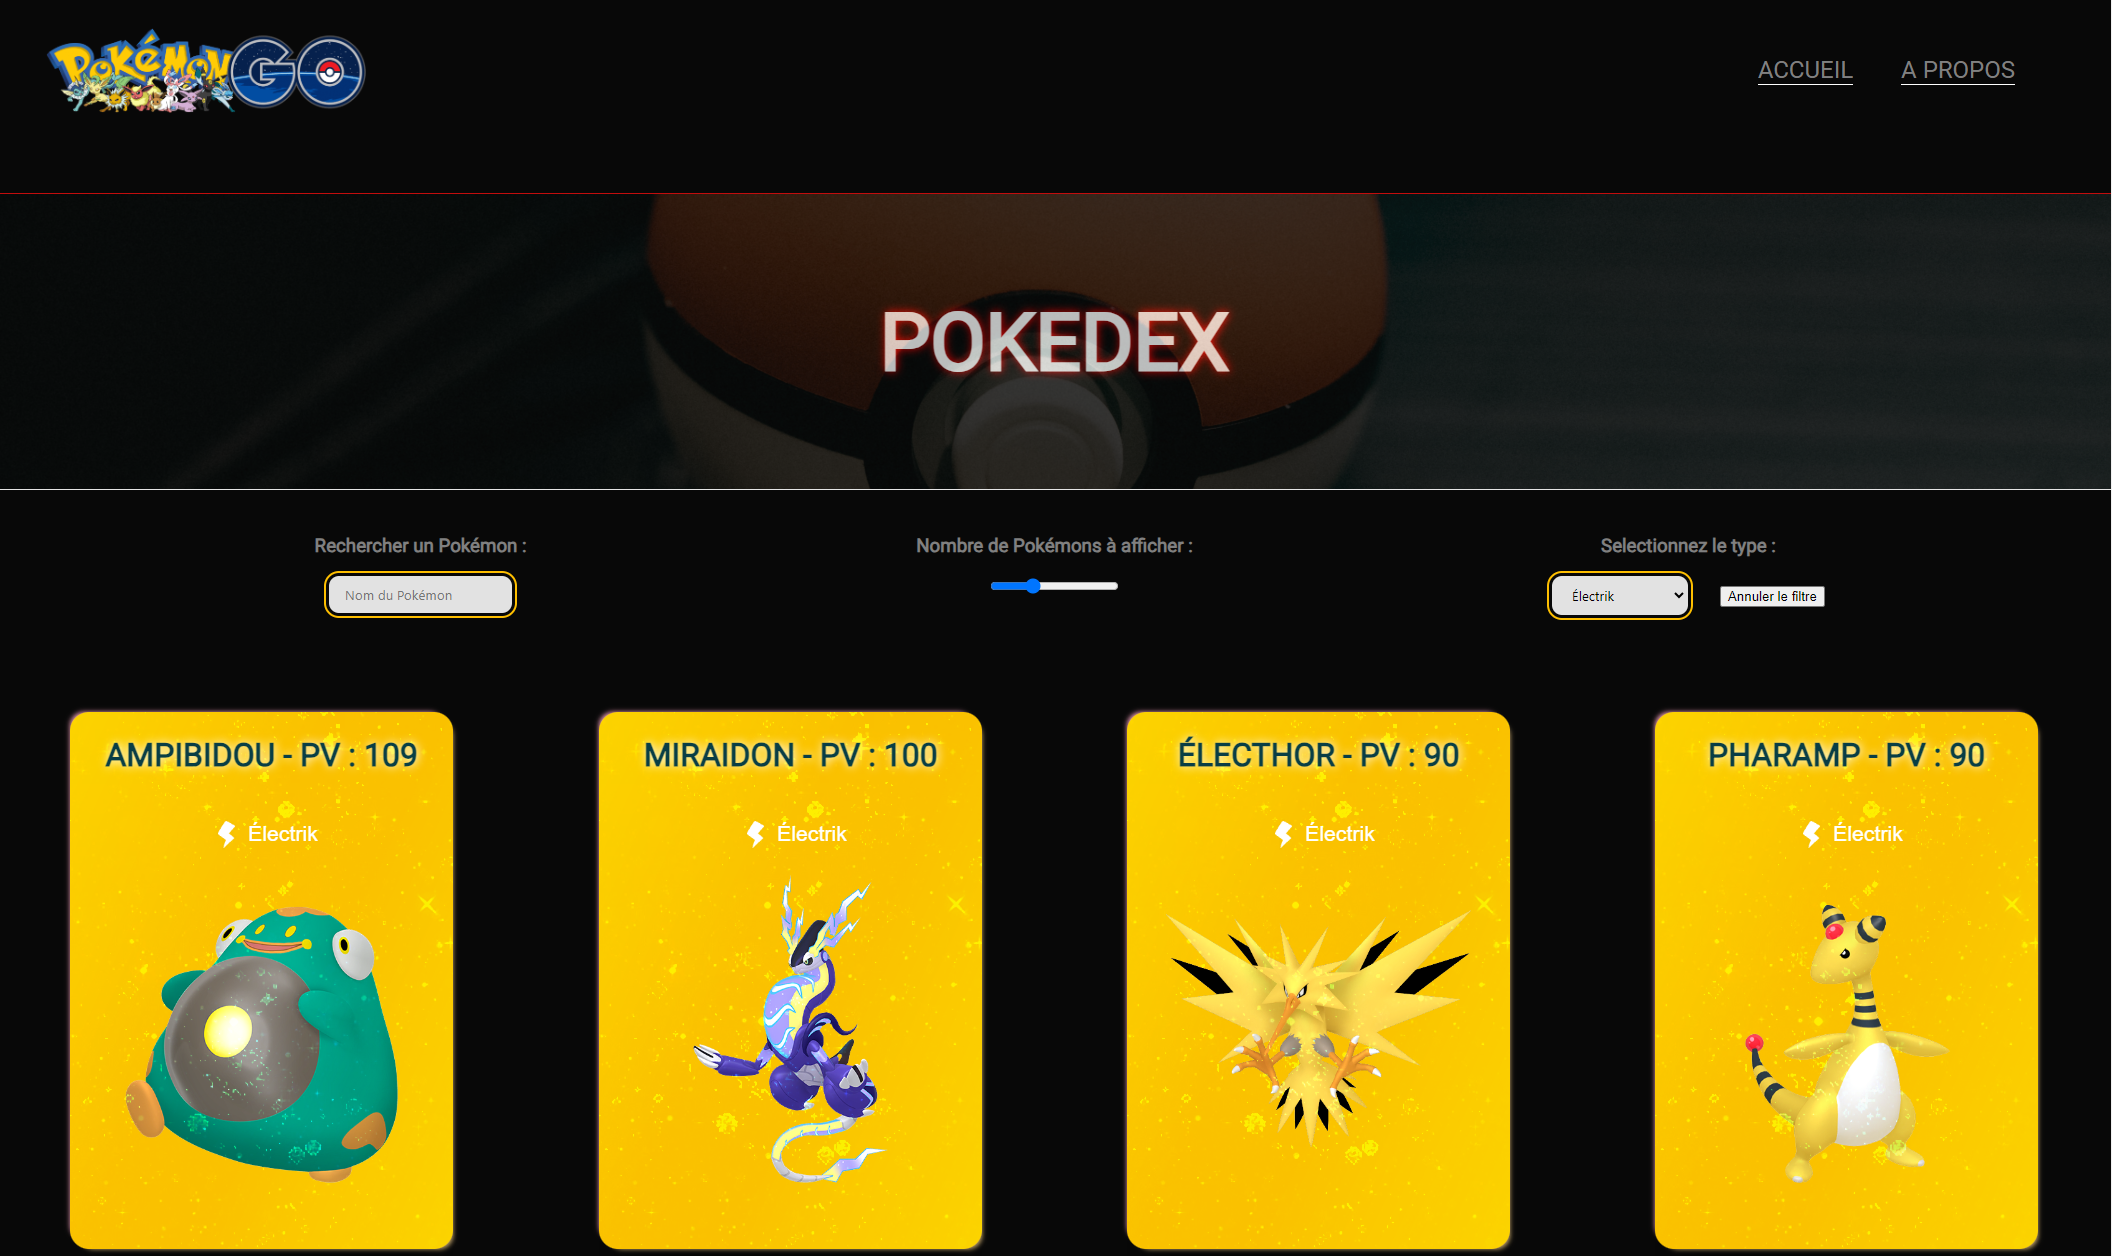 Pokémon GO
ACCUEIL
A PROPOS
POKEDEX
Rechercher un Pokémon :
Nombre de Pokémons à afficher :
Selectionnez le type :
Nom du Pokémon
Électrik
Annuler le filtre
AMPIBIDOU - PV : 109
MIRAIDON - PV : 100
ÉLECTHOR - PV : 90
PHARAMP - PV : 90
Électrik
Électrik
Électrik
Électrik